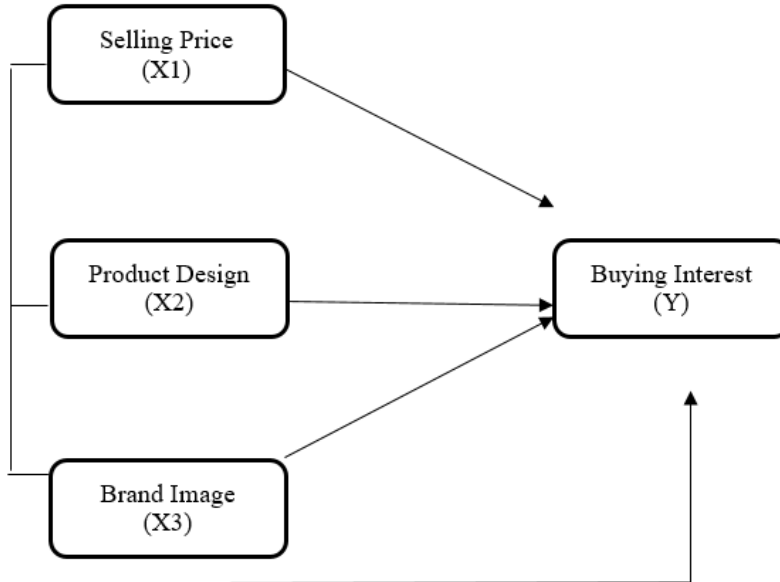 Selling Price
(X1)
Product Design
(X2)
Buying Interest
(Y)
Brand Image
(X3)